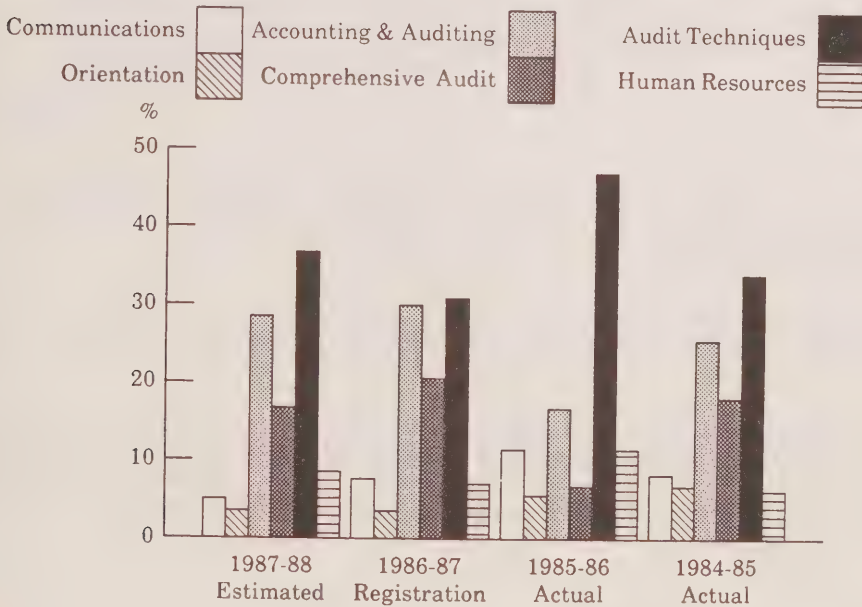 Communications Accounting & Auditing Audit Techniques
Orientation Comprehensive Audit Human Resources
%
50
40
30
20
10
0
1987-88 1986-87 1985-86 1984-85
Estimated Registration Actual Actual